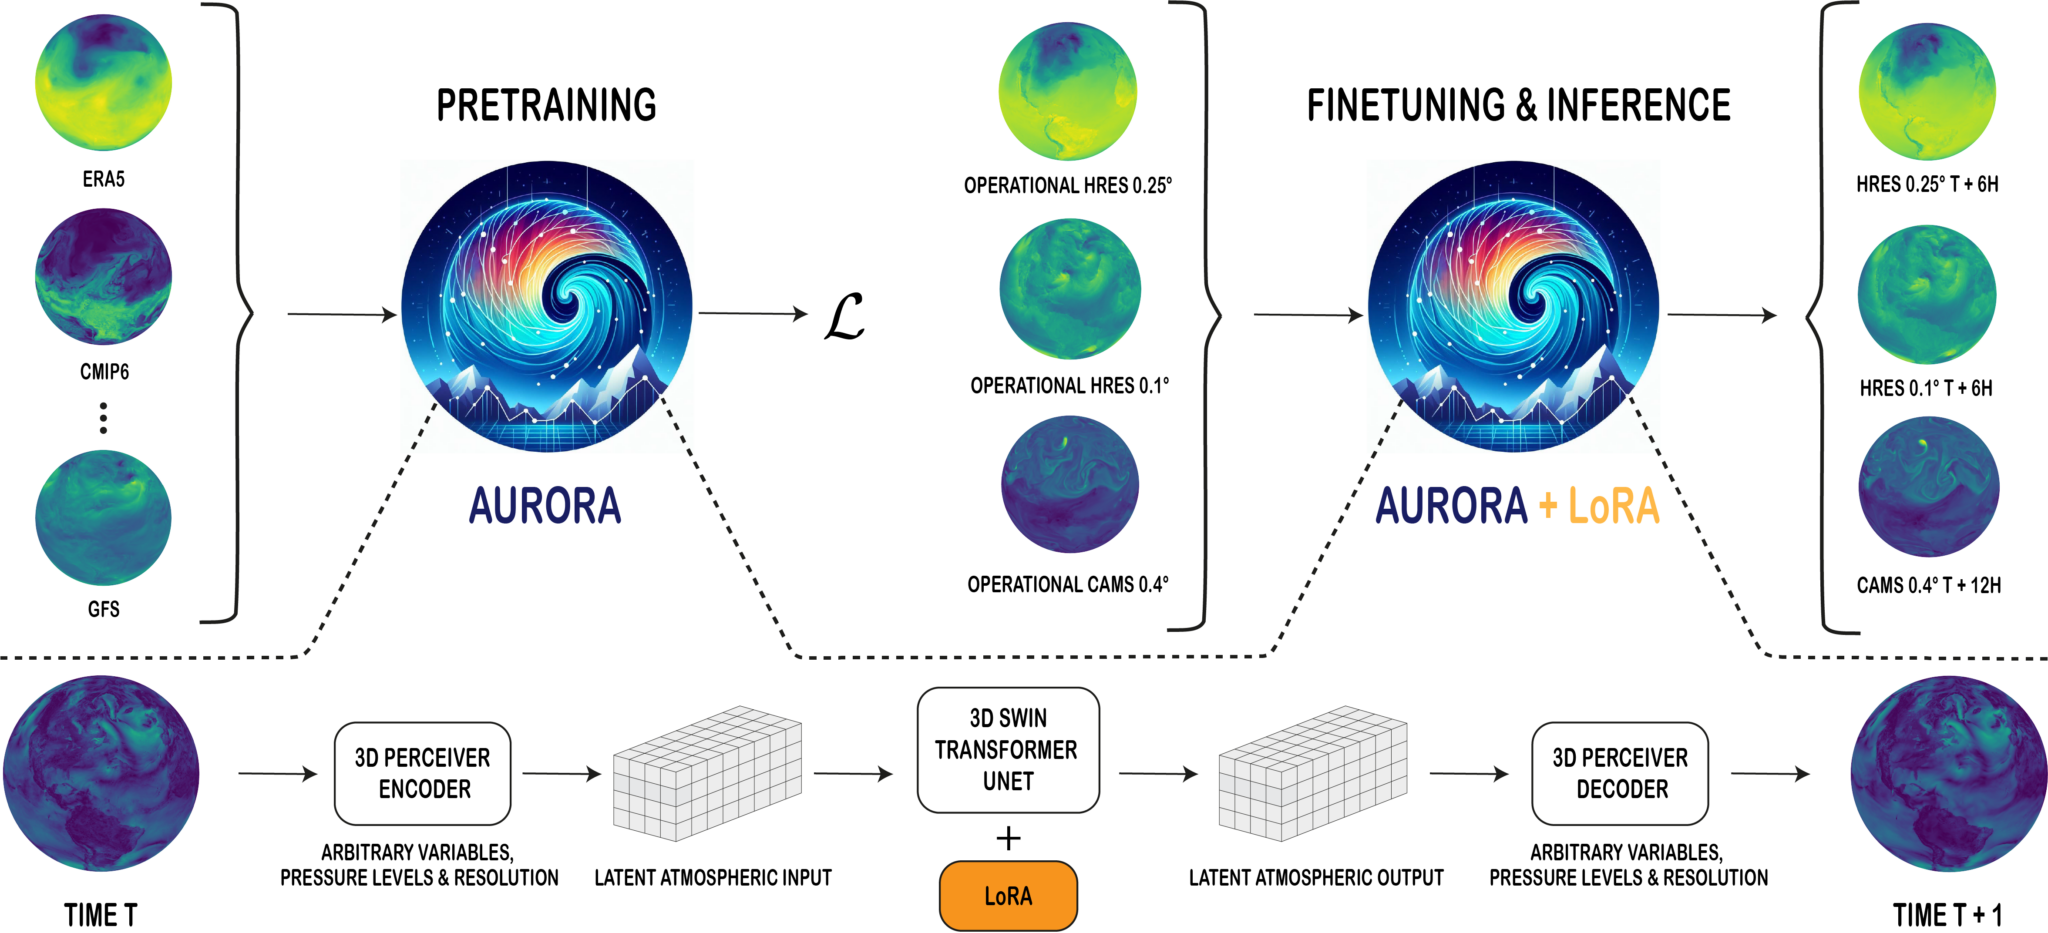 ERA5
CMIP6
GFS
PRETRAINING
AURORA
ℒ
OPERATIONAL HRES 0.25°
OPERATIONAL HRES 0.1°
OPERATIONAL CAMS 0.4°
FINETUNING & INFERENCE
AURORA + LoRA
HRES 0.25° T + 6H
HRES 0.1° T + 6H
CAMS 0.4° T + 12H
TIME T
3D PERCEIVER
ENCODER
ARBITRARY VARIABLES,
PRESSURE LEVELS & RESOLUTION
LATENT ATMOSPHERIC INPUT
3D SWIN
TRANSFORMER
UNET
+
LoRA
LATENT ATMOSPHERIC OUTPUT
3D PERCEIVER
DECODER
ARBITRARY VARIABLES,
PRESSURE LEVELS & RESOLUTION
TIME T + 1